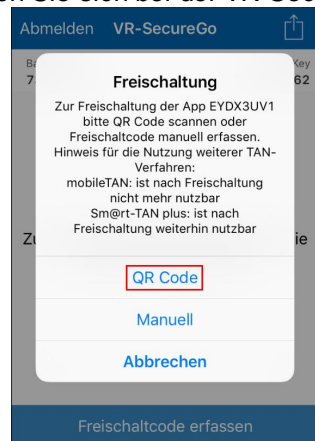 Abmelden VR-SecureGo
Key
62
Freischaltung
Zur Freischaltung der App EYDX3UV1
bitte QR Code scannen oder
Freischaltcode manuell erfassen.
Hinweis für die Nutzung weiterer TAN-
Verfahren:
mobileTAN: ist nach Freischaltung
nicht mehr nutzbar
Sm@rt-TAN plus: ist nach
Freischaltung weiterhin nutzbar
QR Code
Manuell
Abbrechen
Freischaltcode erfassen